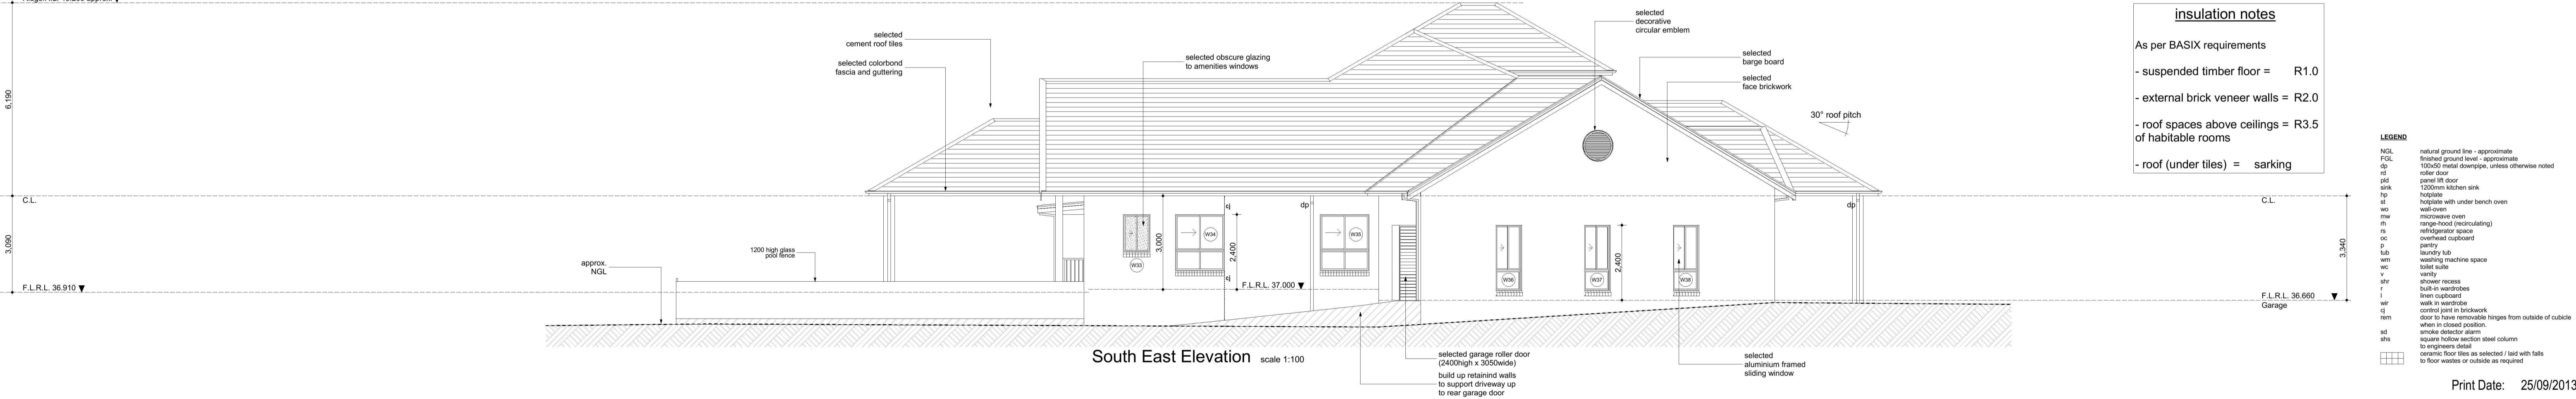 selected
cement roof tiles
selected colorbond
fascia and guttering
selected obscure glazing
to amenities windows
selected
decorative
circular emblem
selected
barge board
selected
face brickwork
30° roof pitch
6,190
C.L.
3,090
F.L.R.L. 36.910
approx.
NGL
1200 high glass
pool fence
W33
3,000
cj
W34
2,400
cj
dp
W35
F.L.R.L. 37.000
W36
W37
2,400
W38
dp
C.L.
3,340
F.L.R.L. 36.660
Garage
South East Elevation scale 1:100
selected garage roller door
(2400high x 3050wide)
build up retainind walls
to support driveway up
to rear garage door
selected
aluminium framed
sliding window
insulation notes
As per BASIX requirements
- suspended timber floor = R1.0
- external brick veneer walls = R2.0
- roof spaces above ceilings = R3.5
of habitable rooms
- roof (under tiles) = sarking
LEGEND
NGL natural ground line - approximate
FGL finished ground level - approximate
dp 100x50 metal downpipe, unless otherwise noted
rd roller door
pld panel lift door
sink 1200mm kitchen sink
hp hotplate
st hotplate with under bench oven
wo wall-oven
mw microwave oven
rh range-hood (recirculating)
rs refridgerator space
oc overhead cupboard
p pantry
tub laundry tub
wm washing machine space
wc toilet suite
v vanity
shr shower recess
r built-in wardrobes
l linen cupboard
wir walk in wardrobe
cj control joint in brickwork
rem door to have removable hinges from outside of cubicle
when in closed position.
sd smoke detector alarm
shs square hollow section steel column
to engineers detail
ceramic floor tiles as selected / laid with falls
to floor wastes or outside as required
Print Date: 25/09/2013